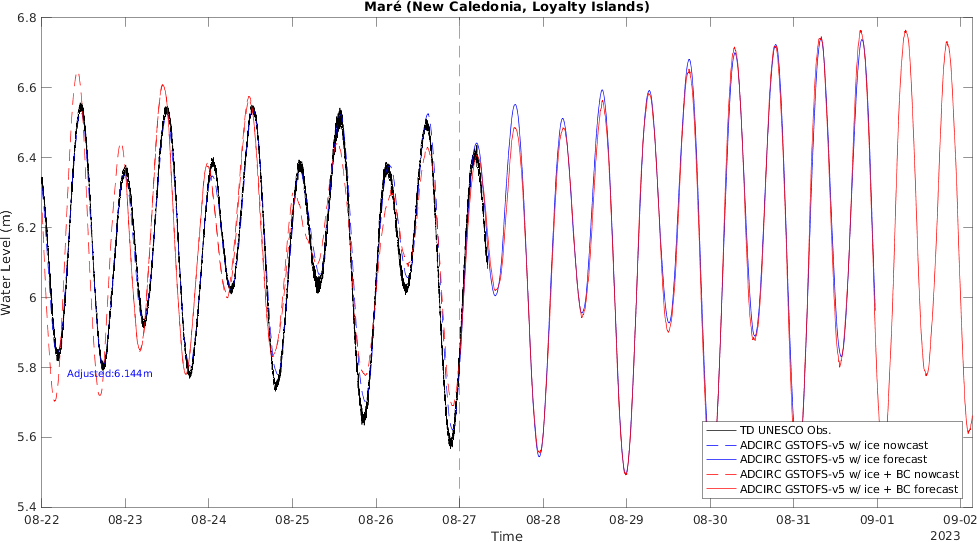 Maré (New Caledonia, Loyalty Islands)
6.8
6.6
6.4
6.2
6
5.8
5.6
5.4
Water Level (m)
Adjusted:6.144m
TD UNESCO Obs.
ADCIRC GSTOFS-v5 w/ ice nowcast
ADCIRC GSTOFS-v5 w/ ice forecast
ADCIRC GSTOFS-v5 w/ ice + BC nowcast
ADCIRC GSTOFS-v5 w/ ice + BC forecast
08-22 08-23 08-24 08-25 08-26 08-27 08-28 08-29 08-30 08-31 09-01 09-02
Time
2023